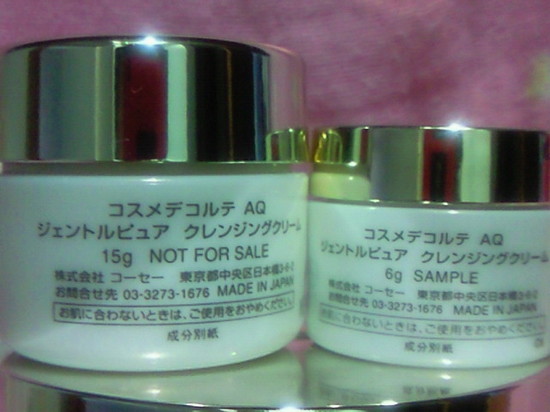 コスメデコルテ AQ
ジェントルピュア クレンジングクリーム
15g NOT FOR SALE
株式会社 コーセー 東京都中央区日本橋3-6-2
お問合せ先 03-3273-1676 MADE IN JAPAN
お肌に合わないときは、ご使用をおやめください。
成分別紙
コスメデコルテ AQ
ジェントルピュア クレンジングクリーム
6g SAMPLE
株式会社 コーセー 東京都中央区日本橋3-6-2
お問合せ先 03-3273-1676 MADE IN JAPAN
お肌に合わないときは、ご使用をおやめください。
成分別紙